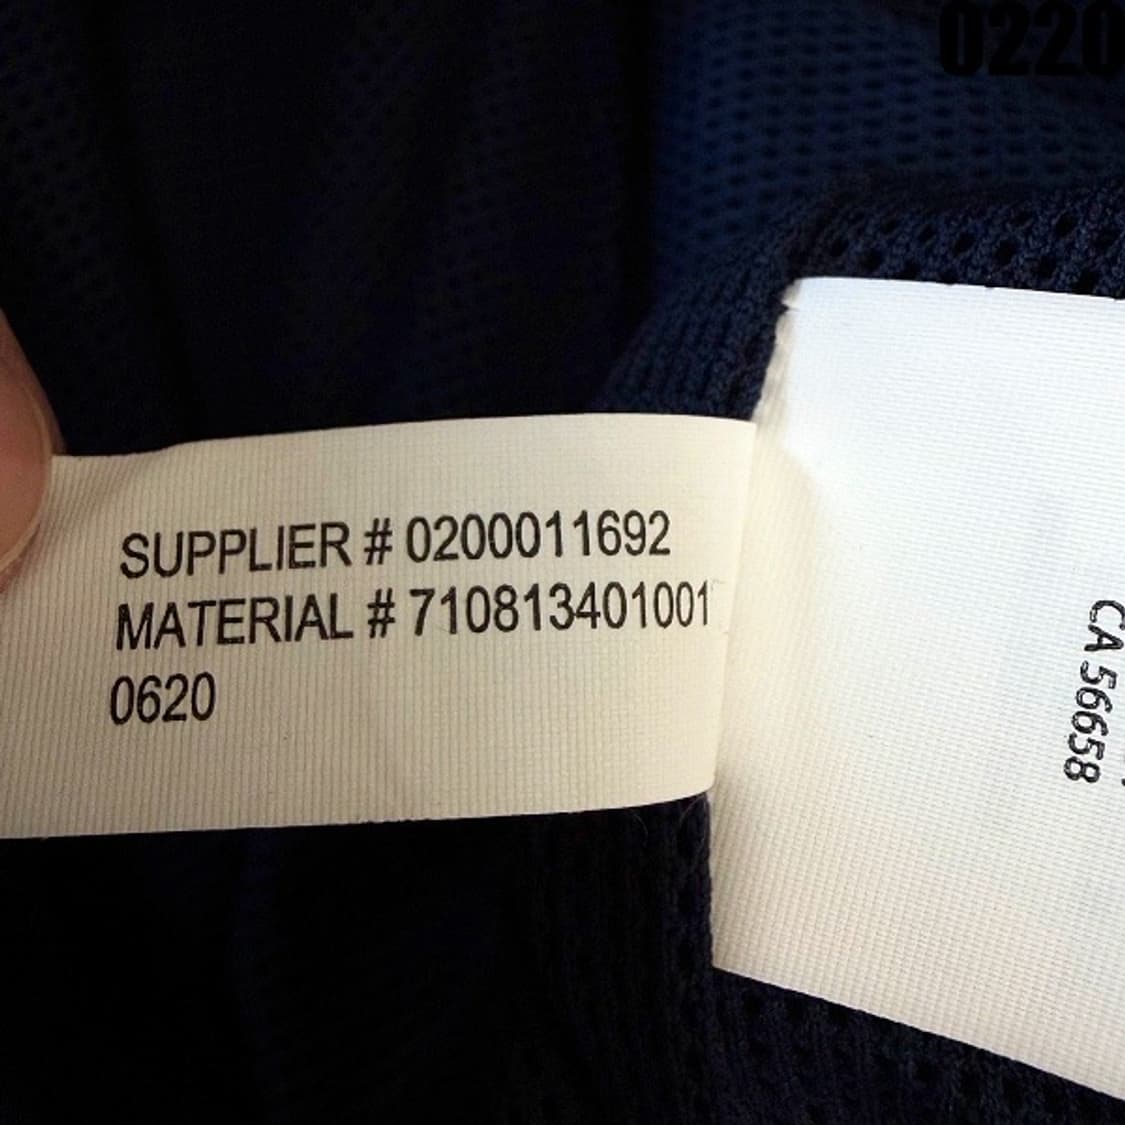 0220
SUPPLIER # 0200011692
MATERIAL # 710813401001
0620
CA 56658